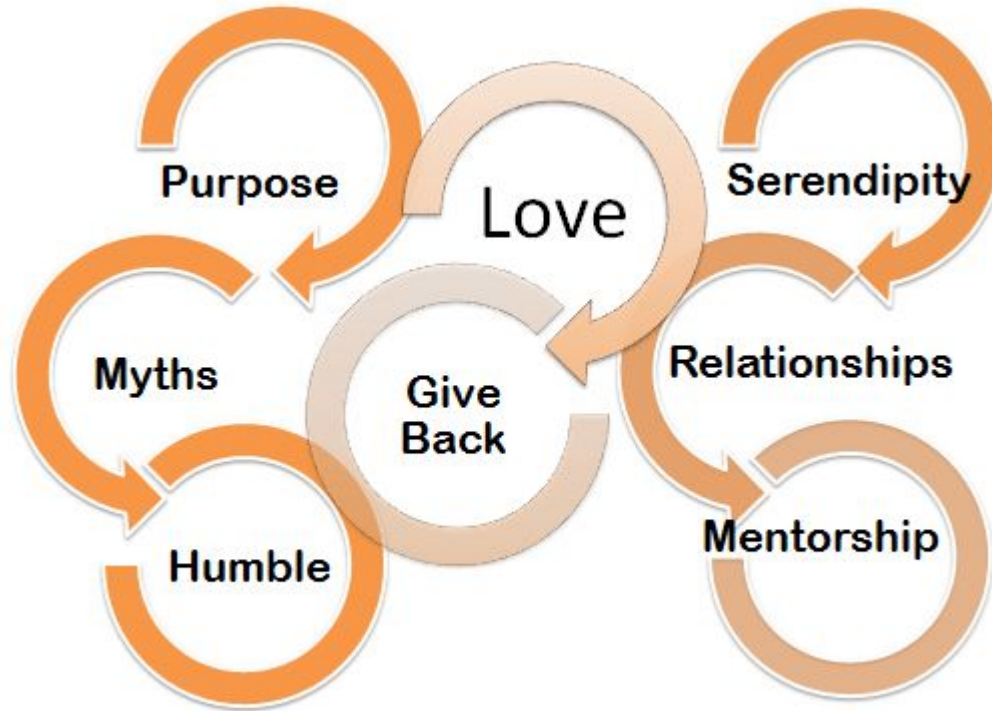 Purpose
Love
Serendipity
Myths
Give
Back
Relationships
Humble
Mentorship